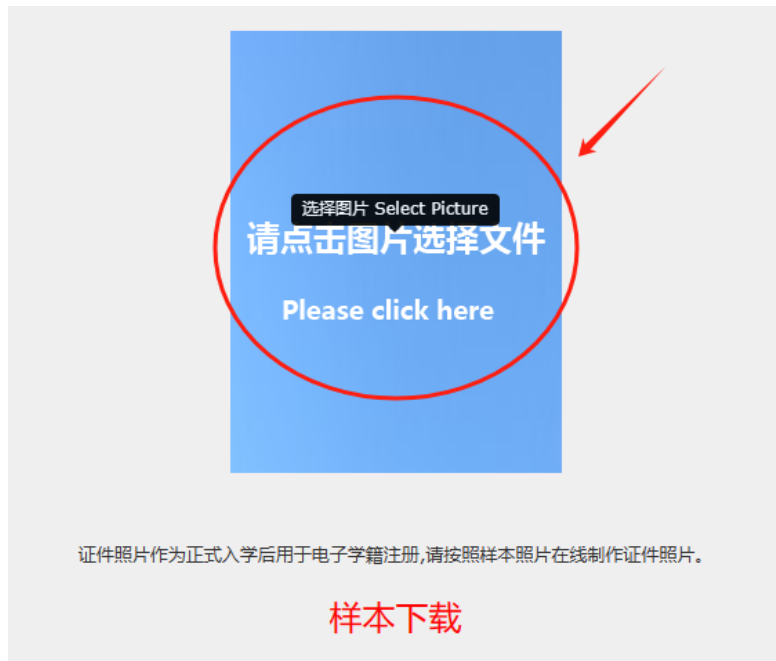 选择图片 Select Picture
请点击图片选择文件
Please click here
证件照片作为正式入学后用于电子学籍注册,请按照样本照片在线制作证件照片。
样本下载